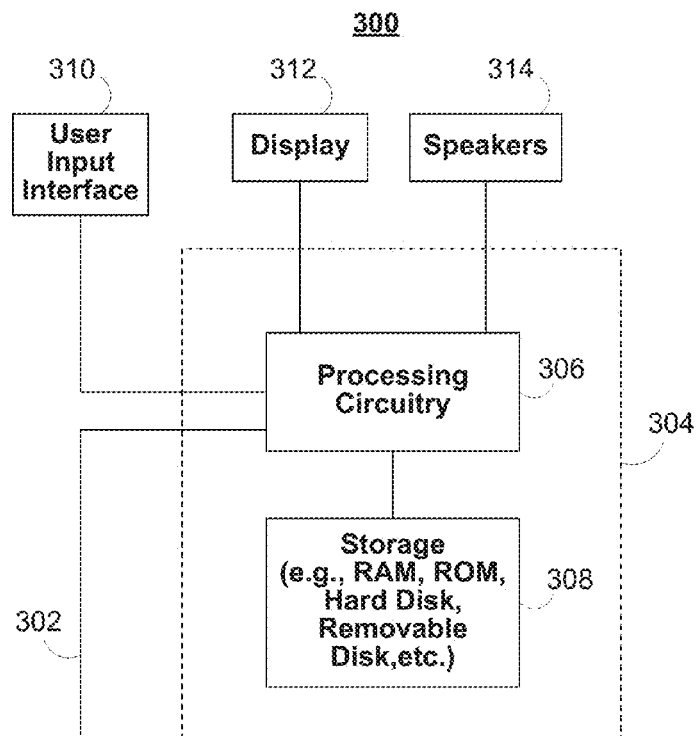 300
310
312
314
User
Input
Interface
Display
Speakers
Processing
Circuitry
306
304
Storage
(e.g., RAM, ROM,
Hard Disk,
Removable
Disk,etc.)
308
302